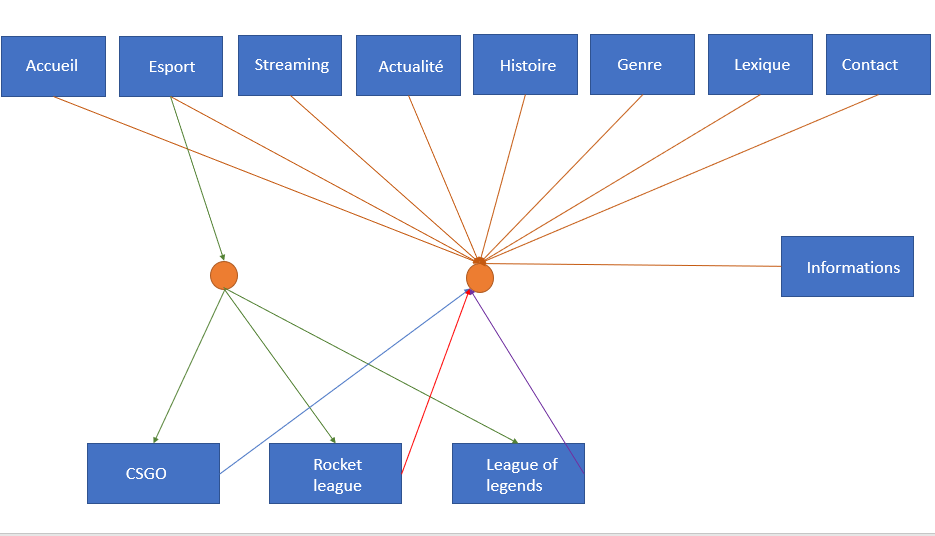 Accueil
Esport
Streaming
Actualité
Histoire
Genre
Lexique
Contact
Informations
CSGO
Rocket
league
League of
legends